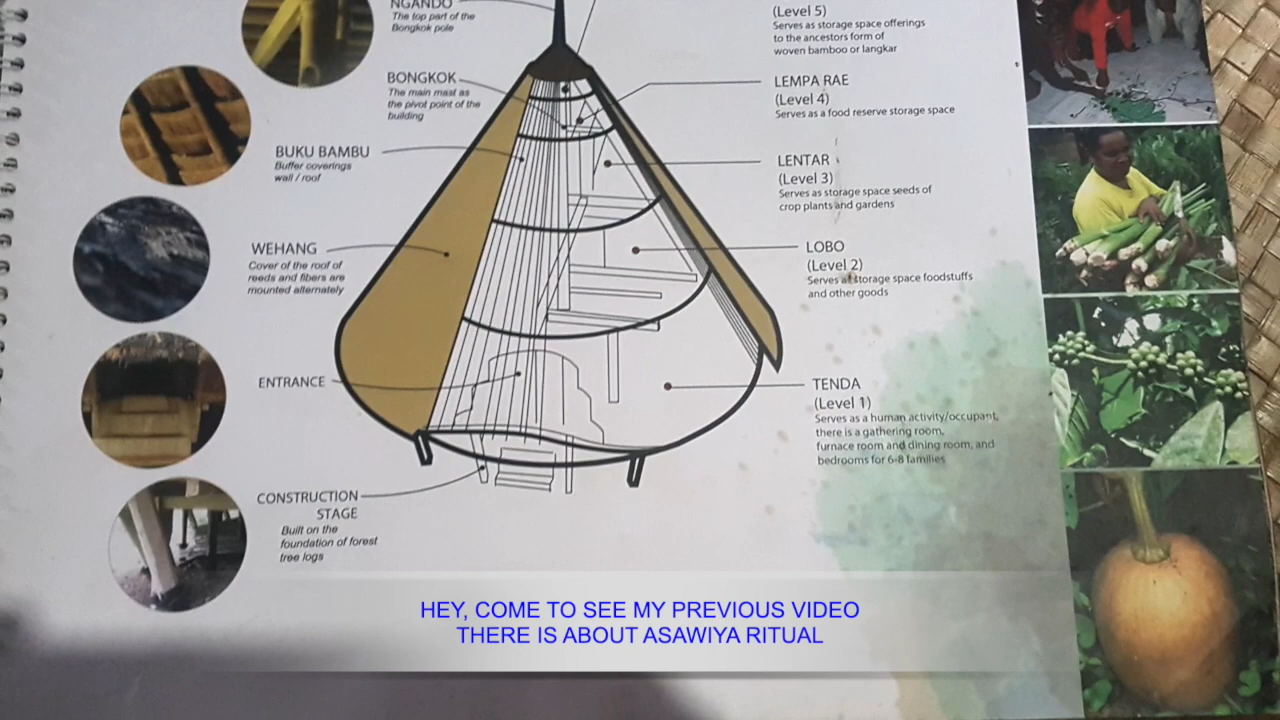 NGANDO
The top part of the
Bongkok pole
BONGKOK
The main mast as
the pivot point of the
building
BUKU BAMBU
Buffer coverings
wall / roof
WEHANG
Cover of the roof of
reeds and fibers are
mounted alternately
ENTRANCE
CONSTRUCTION
STAGE
Built on the
foundation of forest
tree logs
(Level 5)
Serves as storage space offerings
to the ancestors form of
woven bamboo or langkar
LEMPA RAE
(Level 4)
Serves as a food reserve storage space
LENTAR
(Level 3)
Serves as storage space seeds of
crop plants and gardens
LOBO
(Level 2)
Serves as storage space foodstuffs
and other goods
TENDA
(Level 1)
Serves as a human activity/occupant,
there is a gathering room,
furnace room and dining room, and
bedrooms for 6-8 families
HEY, COME TO SEE MY PREVIOUS VIDEO
THERE IS ABOUT ASAWIYA RITUAL